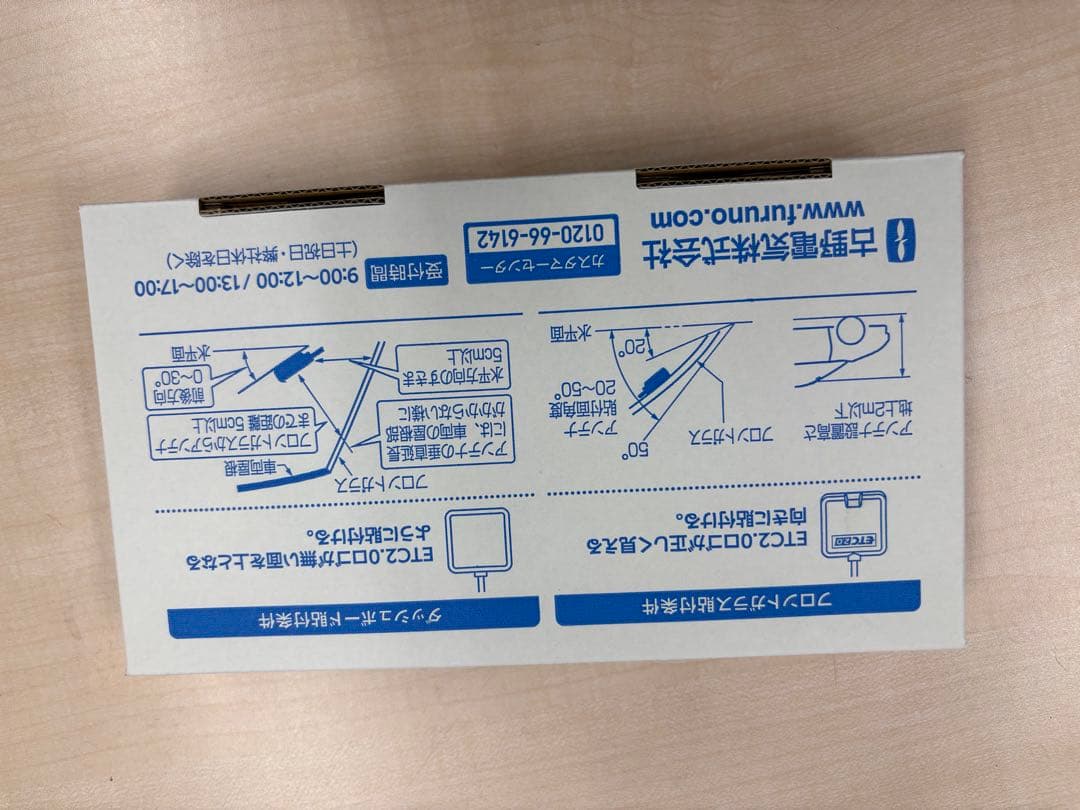 フロントガラス貼付条件
ETC2.0
ETC2.0ロゴが正しく見える
向きに貼付ける。
アンテナ設置高さ
地上2m以下
フロントガラス
50°
アンテナ
貼付面角度
20~50°
20°
水平面
ダッシュボード貼付条件
ETC2.0ロゴが無い面を上となる
ように貼付ける。
フロントガラス
車両屋根
アンテナの垂直延長
には、車両の屋根部
がかからない様に
フロントガラスからアンテナ
までの距離5cm以上
水平方向のすきま
5cm以上
前後方向
0~30°
水平面
古野電気株式会社
www.furuno.com
カスタマーセンター
0120-66-6142
受付時間
9:00~12:00 / 13:00~17:00
(土日祝日・弊社休日を除く)